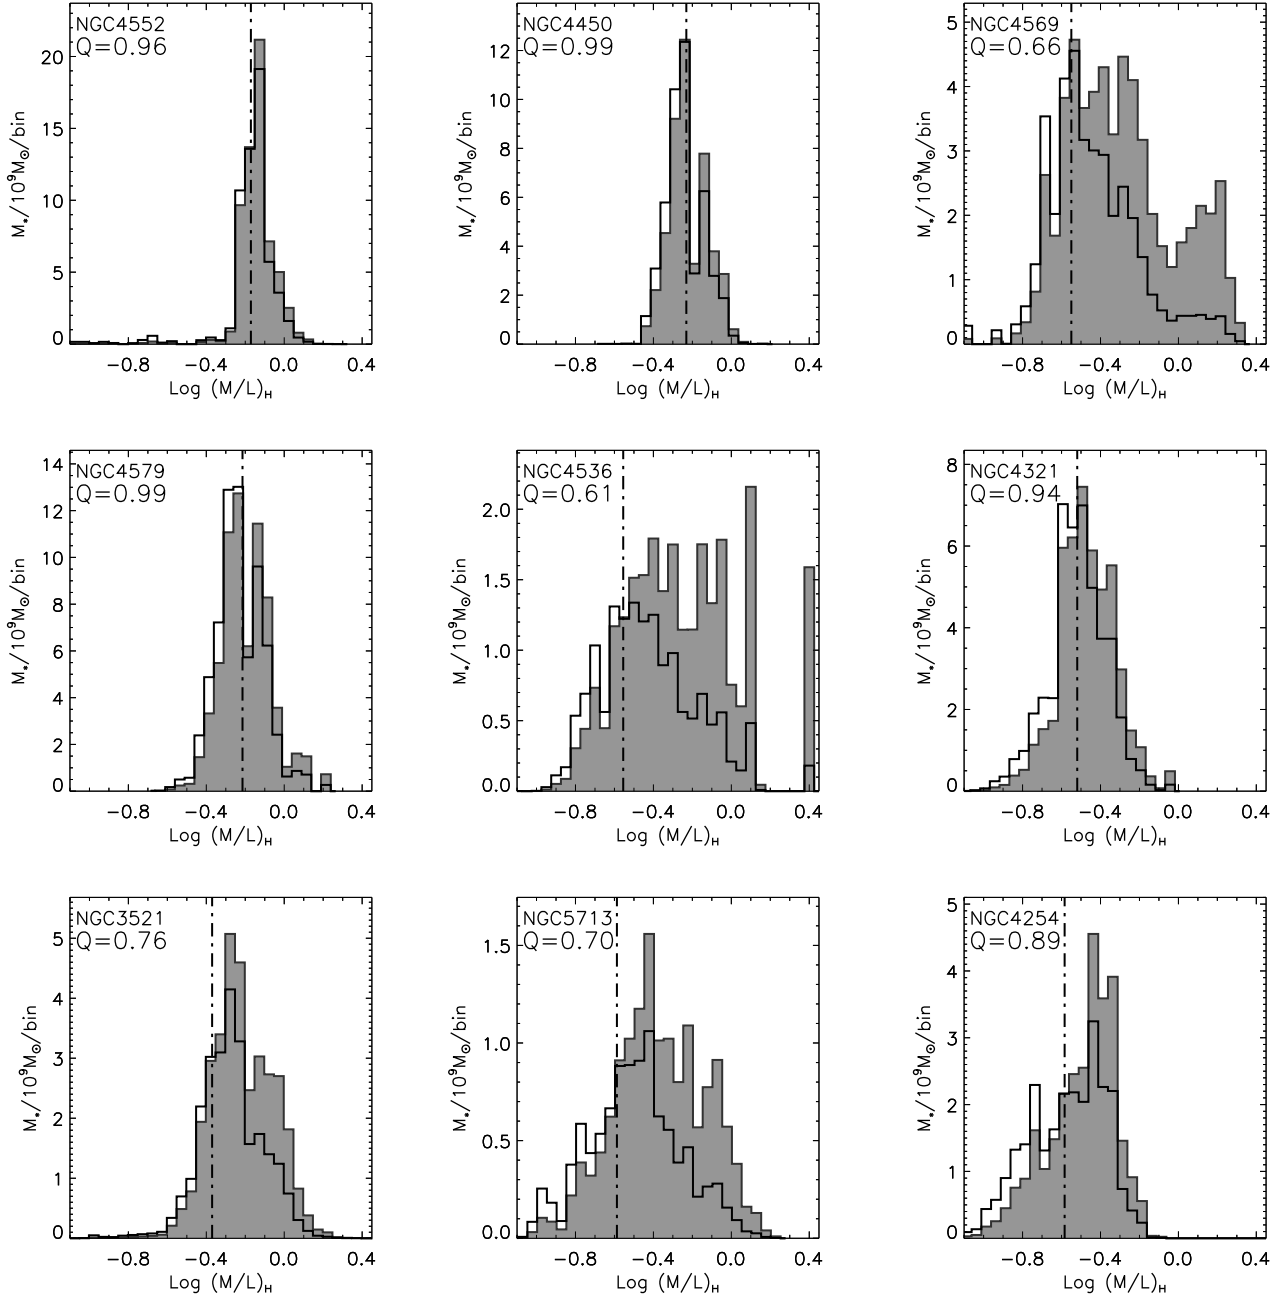 NGC4552
Q=0.96
20
15
10
5
0
M*/10⁹M⊙/bin
−0.8 −0.4 0.0 0.4
Log (M/L)H
NGC4450
Q=0.99
12
10
8
6
4
2
0
M*/10⁹M⊙/bin
−0.8 −0.4 0.0 0.4
Log (M/L)H
NGC4569
Q=0.66
5
4
3
2
1
0
M*/10⁹M⊙/bin
−0.8 −0.4 0.0 0.4
Log (M/L)H
NGC4579
Q=0.99
14
12
10
8
6
4
2
0
M*/10⁹M⊙/bin
−0.8 −0.4 0.0 0.4
Log (M/L)H
NGC4536
Q=0.61
2.0
1.5
1.0
0.5
0.0
M*/10⁹M⊙/bin
−0.8 −0.4 0.0 0.4
Log (M/L)H
NGC4321
Q=0.94
8
6
4
2
0
M*/10⁹M⊙/bin
−0.8 −0.4 0.0 0.4
Log (M/L)H
NGC3521
Q=0.76
5
4
3
2
1
0
M*/10⁹M⊙/bin
−0.8 −0.4 0.0 0.4
Log (M/L)H
NGC5713
Q=0.70
1.5
1.0
0.5
0.0
M*/10⁹M⊙/bin
−0.8 −0.4 0.0 0.4
Log (M/L)H
NGC4254
Q=0.89
5
4
3
2
1
0
M*/10⁹M⊙/bin
−0.8 −0.4 0.0 0.4
Log (M/L)H